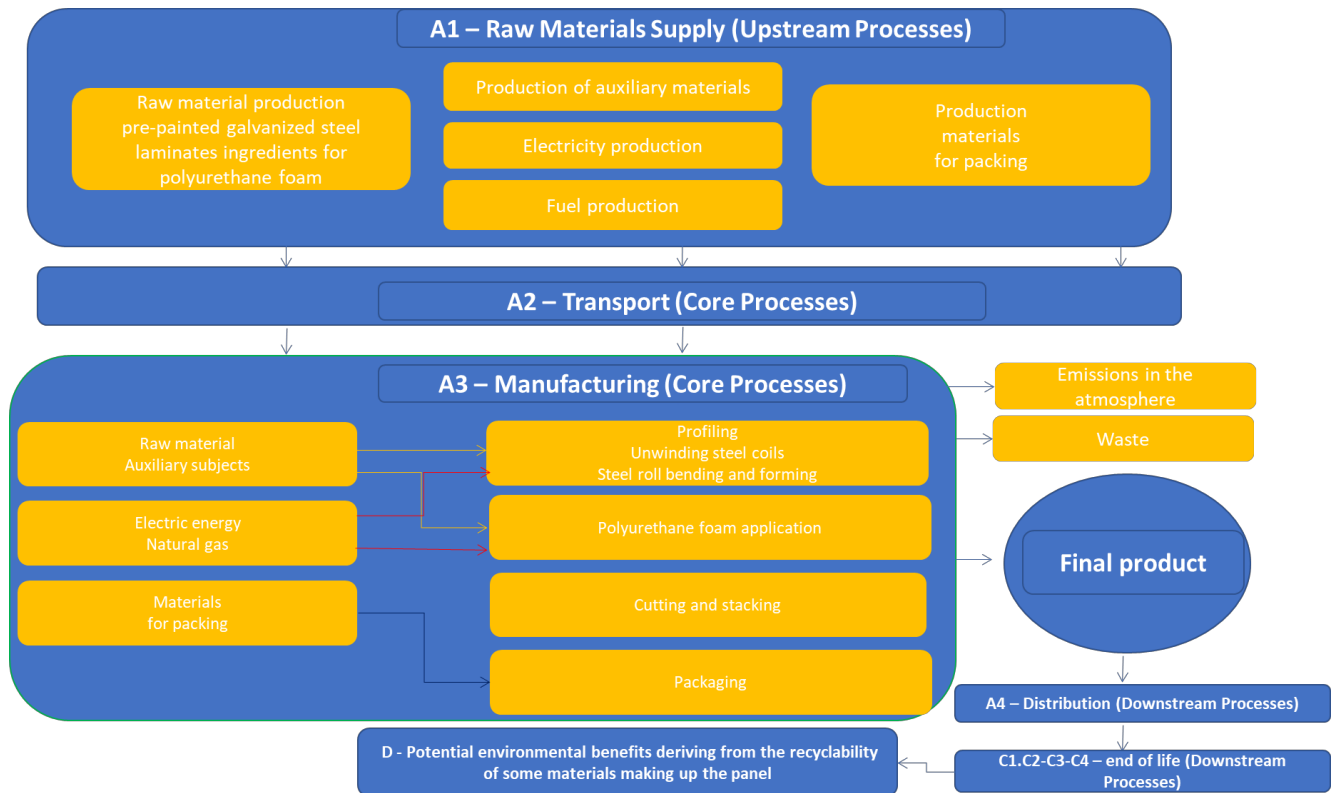 A1 – Raw Materials Supply (Upstream Processes)
Raw material production
pre-painted galvanized steel
laminates ingredients for
polyurethane foam
Production of auxiliary materials
Electricity production
Fuel production
Production
materials
for packing
A2 – Transport (Core Processes)
A3 – Manufacturing (Core Processes)
Raw material
Auxiliary subjects
Electric energy
Natural gas
Materials
for packing
Profiling
Unwinding steel coils
Steel roll bending and forming
Polyurethane foam application
Cutting and stacking
Packaging
Emissions in the
atmosphere
Waste
Final product
A4 – Distribution (Downstream Processes)
C1.C2-C3-C4 – end of life (Downstream
Processes)
D - Potential environmental benefits deriving from the recyclability
of some materials making up the panel